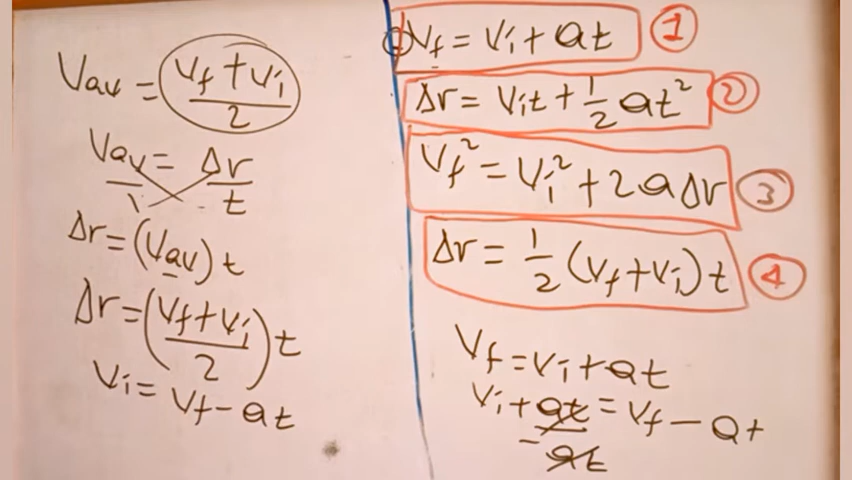 Vav = (Vf + Vi)/2
Vav/1 = Δr/t
Δr = (Vav) t
Δr = ((Vf + Vi)/2) t
Vi = Vf − at
Vf = Vi + at ①
Δr = Vit + 1/2 at² ②
Vf² = Vi² + 2aΔr ③
Δr = 1/2 (Vf + Vi) t ④
Vf = Vi + at
Vi + at = Vf − at
− at